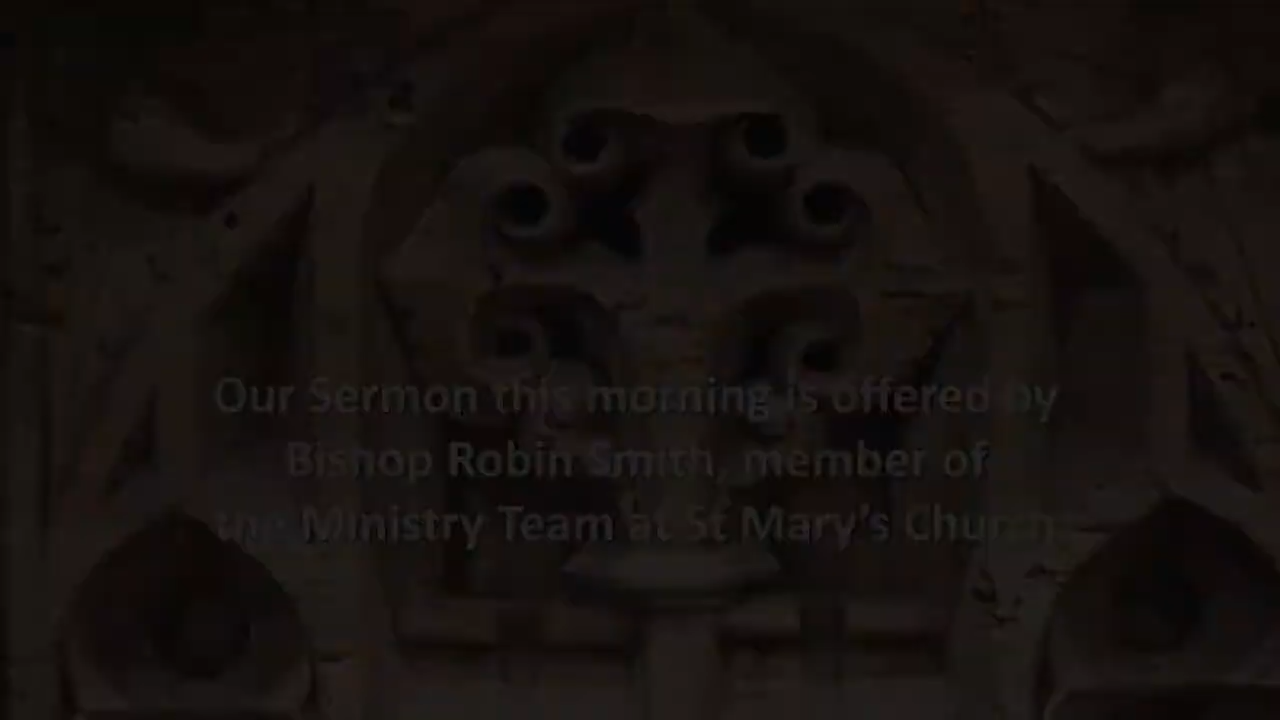 Our Sermon this morning is offered by
Bishop Robin Smith, member of
the Ministry Team at St Mary's Church